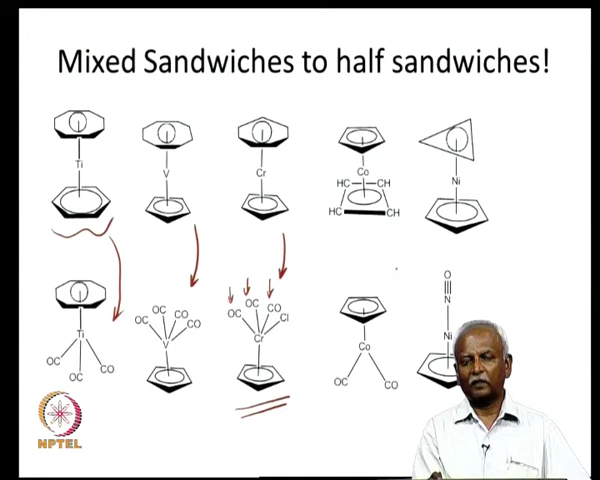 Mixed Sandwiches to half sandwiches!
Ti
V
Cr
Co
HC
CH
HC
CH
Ni
Ti
OC
OC
CO
OC
OC
CO
CO
V
OC
OC
CO
Cl
Cr
Co
OC
CO
O
N
Ni
NPTEL